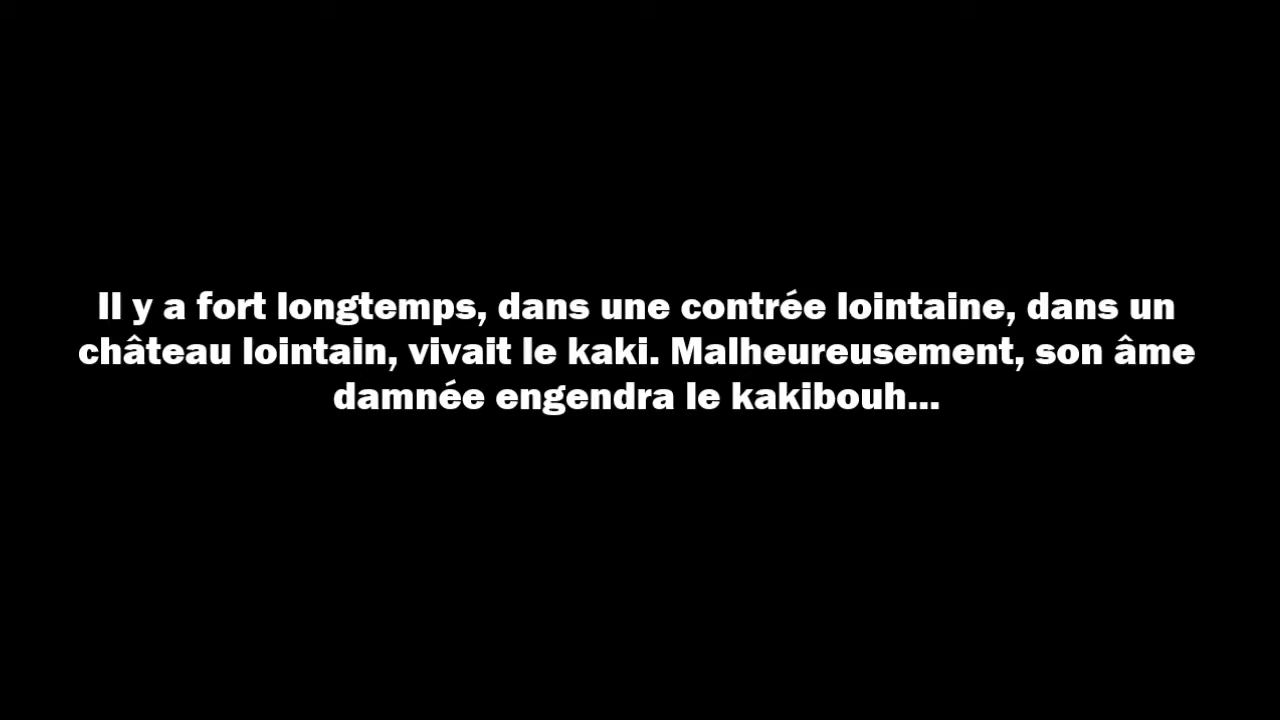 Il y a fort longtemps, dans une contrée lointaine, dans un
château lointain, vivait le kaki. Malheureusement, son âme
damnée engendra le kakibouh...